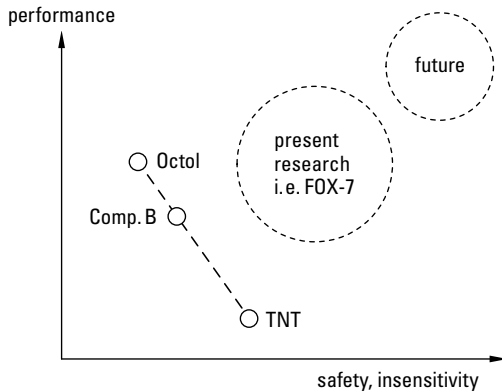 performance
future
present
research
i.e. FOX-7
Octol
Comp. B
TNT
safety, insensitivity